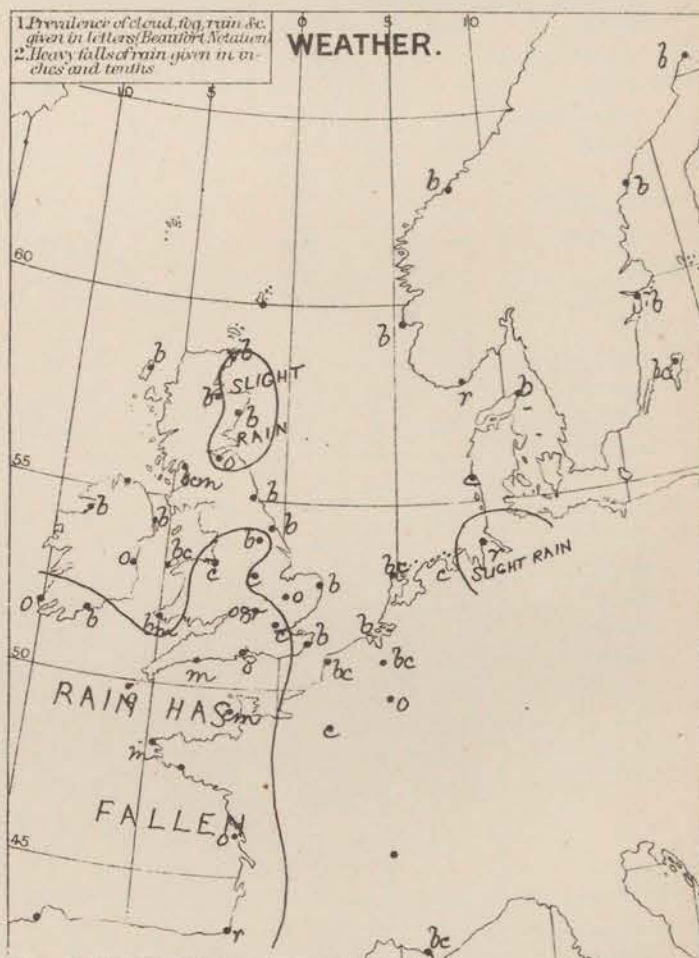 1. Prevalence of cloud, fog, rain &c.
given in letters (Beaufort Notation)
2. Heavy falls of rain given in in-
ches and tenths
WEATHER.
10
5
0
5
10
b
b
b
60
b
b
b
bc
r
b
b
b
b
SLIGHT
b
RAIN
o
55
cm
b
b
b
b
o
bc
c
b
bc
c
r
SLIGHT RAIN
o
b
bm
ogr
o
b
c
b
b
g
m
bc
bc
50
RAIN HAS
g
m
o
c
m
FALLEN
o
45
r
bc